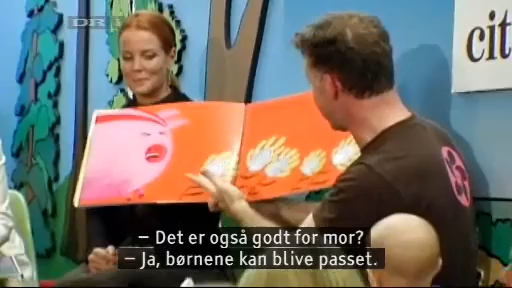 DR
cit
– Det er også godt for mor?
– Ja, børnene kan blive passet.